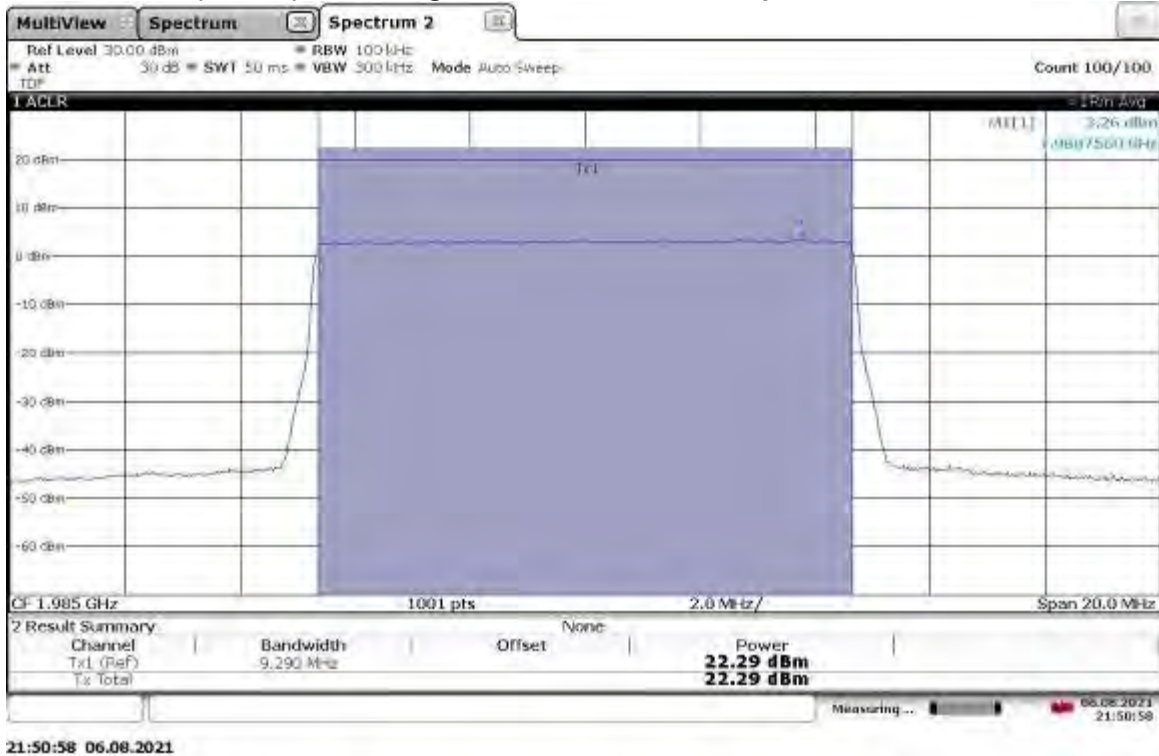 MultiView Spectrum Spectrum 2
Ref Level 30.00 dBm RBW 100 kHz
Att 30 dB SWT 50 ms VBW 300 kHz Mode Auto Sweep Count 100/100
TDF
1 ACLR 1Rm Avg
M1[1] 3.26 dBm
GHz
Tx1
20 dBm
10 dBm
0 dBm
-10 dBm
-20 dBm
-30 dBm
-40 dBm
-50 dBm
-60 dBm
CF 1.985 GHz 1001 pts 2.0 MHz/ Span 20.0 MHz
2 Result Summary None
Channel Bandwidth Offset Power
Tx1 (Ref) 9.290 MHz 22.29 dBm
Tx Total 22.29 dBm
Measuring... 06.08.2021
21:50:58
21:50:58 06.08.2021